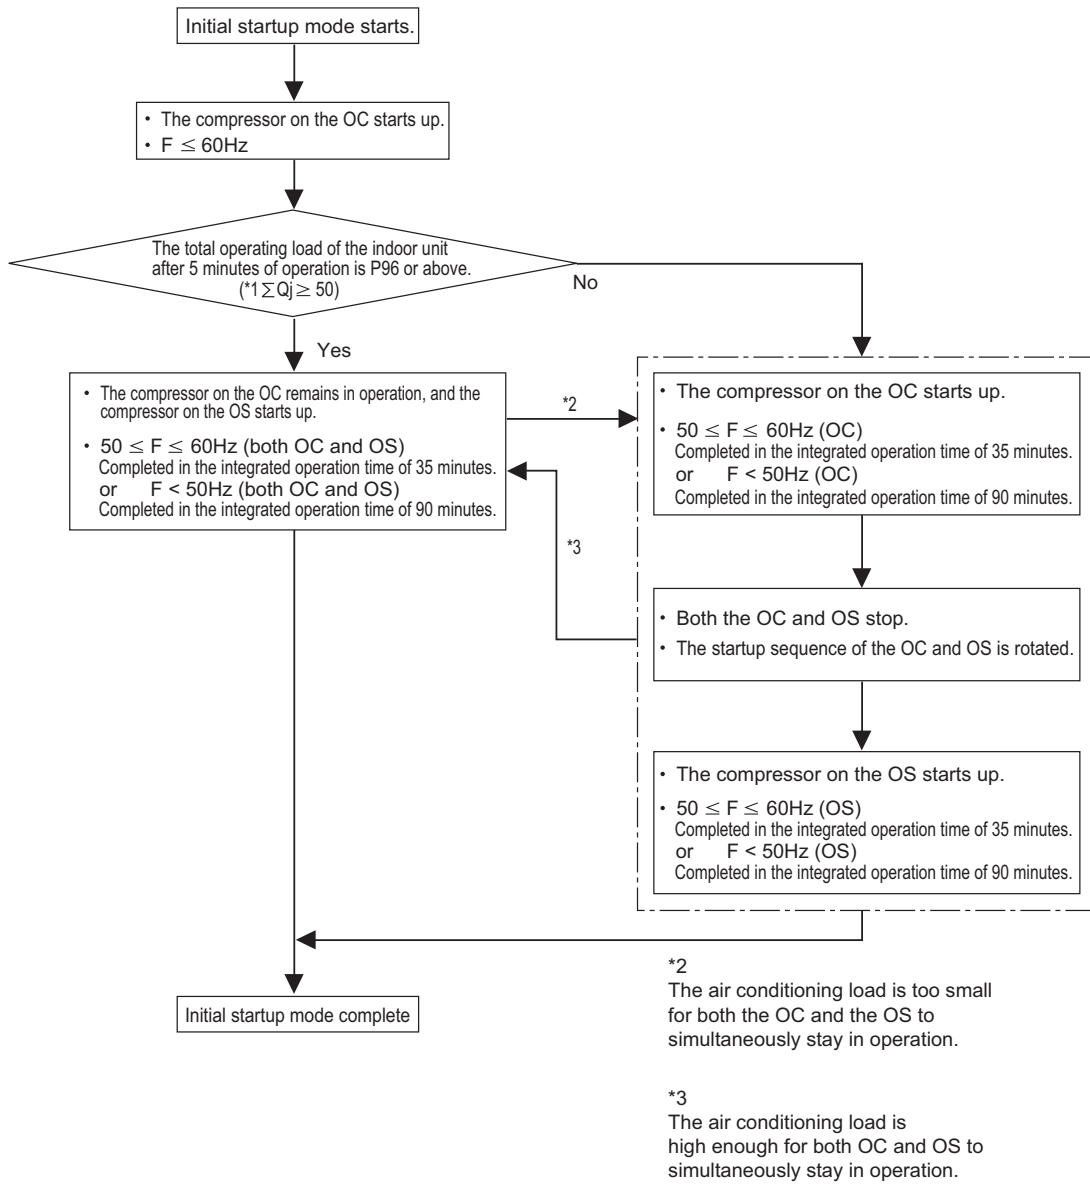 Initial startup mode starts.
• The compressor on the OC starts up.
• F ≤ 60Hz
The total operating load of the indoor unit
after 5 minutes of operation is P96 or above.
(*1 ∑Qj ≥ 50)
No
Yes
• The compressor on the OC remains in operation, and the
compressor on the OS starts up.
• 50 ≤ F ≤ 60Hz (both OC and OS)
Completed in the integrated operation time of 35 minutes.
or F < 50Hz (both OC and OS)
Completed in the integrated operation time of 90 minutes.
*2
*3
• The compressor on the OC starts up.
• 50 ≤ F ≤ 60Hz (OC)
Completed in the integrated operation time of 35 minutes.
or F < 50Hz (OC)
Completed in the integrated operation time of 90 minutes.
• Both the OC and OS stop.
• The startup sequence of the OC and OS is rotated.
• The compressor on the OS starts up.
• 50 ≤ F ≤ 60Hz (OS)
Completed in the integrated operation time of 35 minutes.
or F < 50Hz (OS)
Completed in the integrated operation time of 90 minutes.
Initial startup mode complete
*2
The air conditioning load is too small
for both the OC and the OS to
simultaneously stay in operation.
*3
The air conditioning load is
high enough for both OC and OS to
simultaneously stay in operation.